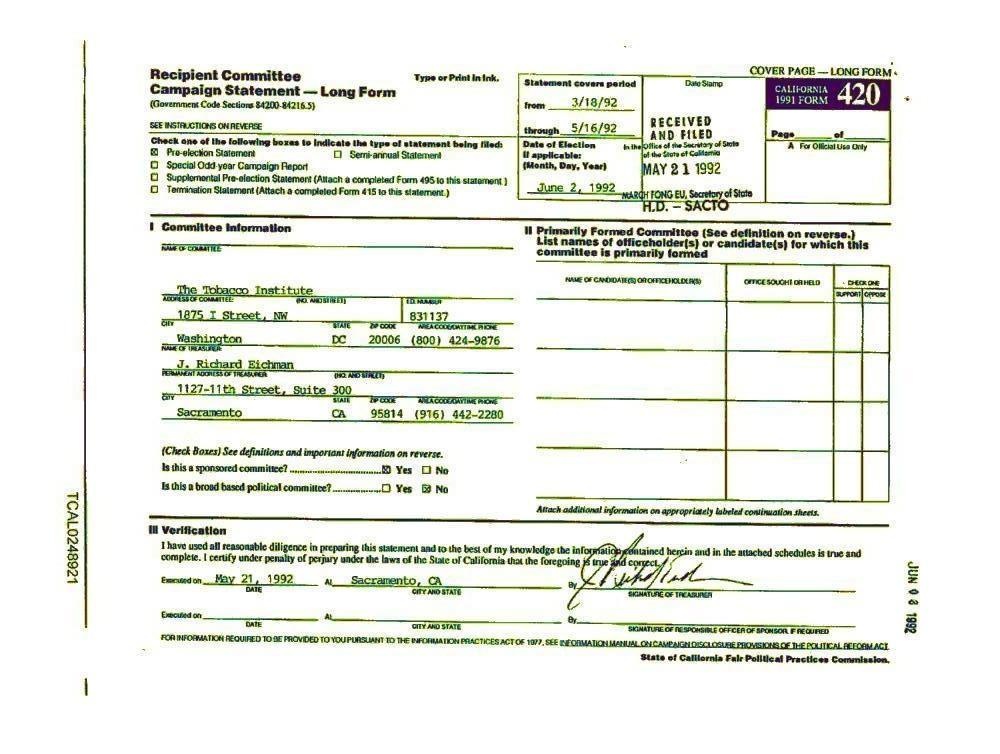 COVER PAGE — LONG FORM
Recipient Committee
Campaign Statement — Long Form
(Government Code Sections 84200-84216.5)
Type or Print in Ink.
SEE INSTRUCTIONS ON REVERSE
Check one of the following boxes to indicate the type of statement being filed:
☒ Pre-election Statement ☐ Semi-annual Statement
☐ Special Odd-year Campaign Report
☐ Supplemental Pre-election Statement (Attach a completed Form 495 to this statement.)
☐ Termination Statement (Attach a completed Form 415 to this statement.)
Statement covers period
from 3/18/92
through 5/16/92
Date of Election
if applicable:
(Month, Day, Year)
June 2, 1992
Date Stamp
RECEIVED
AND FILED
In the Office of the Secretary of State
of the State of California
MAY 21 1992
MARCH FONG EU, Secretary of State
H.D. – SACTO
CALIFORNIA
1991 FORM 420
Page of
A For Official Use Only
I Committee Information
NAME OF COMMITTEE:
The Tobacco Institute
ADDRESS OF COMMITTEE: (NO. AND STREET) I.D. NUMBER
1875 I Street, NW 831137
CITY STATE ZIP CODE AREA CODE/DAYTIME PHONE
Washington DC 20006 (800) 424-9876
NAME OF TREASURER:
J. Richard Eichman
PERMANENT ADDRESS OF TREASURER: (NO. AND STREET)
1127-11th Street, Suite 300
CITY STATE ZIP CODE AREA CODE/DAYTIME PHONE
Sacramento CA 95814 (916) 442-2280
(Check Boxes) See definitions and important information on reverse.
Is this a sponsored committee? ☒ Yes ☐ No
Is this a broad based political committee? ☐ Yes ☒ No
II Primarily Formed Committee (See definition on reverse.)
List names of officeholder(s) or candidate(s) for which this
committee is primarily formed
NAME OF CANDIDATE(S) OR OFFICEHOLDER(S) OFFICE SOUGHT OR HELD CHECK ONE
SUPPORT OPPOSE
Attach additional information on appropriately labeled continuation sheets.
III Verification
I have used all reasonable diligence in preparing this statement and to the best of my knowledge the information contained herein and in the attached schedules is true and
complete. I certify under penalty of perjury under the laws of the State of California that the foregoing is true and correct.
Executed on May 21, 1992 At Sacramento, CA By
DATE CITY AND STATE SIGNATURE OF TREASURER
Executed on At By
DATE CITY AND STATE SIGNATURE OF RESPONSIBLE OFFICER OF SPONSOR, IF REQUIRED
FOR INFORMATION REQUIRED TO BE PROVIDED TO YOU PURSUANT TO THE INFORMATION PRACTICES ACT OF 1977, SEE INFORMATION MANUAL ON CAMPAIGN DISCLOSURE PROVISIONS OF THE POLITICAL REFORM ACT.
State of California Fair Political Practices Commission.
TCAL0248921
JUN 08 1992